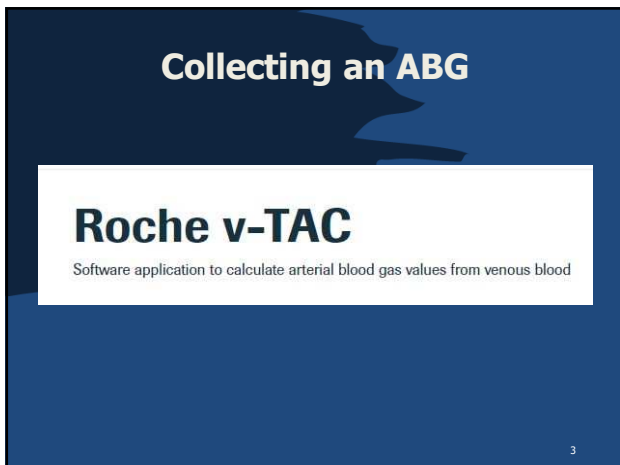 Collecting an ABG
Roche v-TAC
Software application to calculate arterial blood gas values from venous blood
3